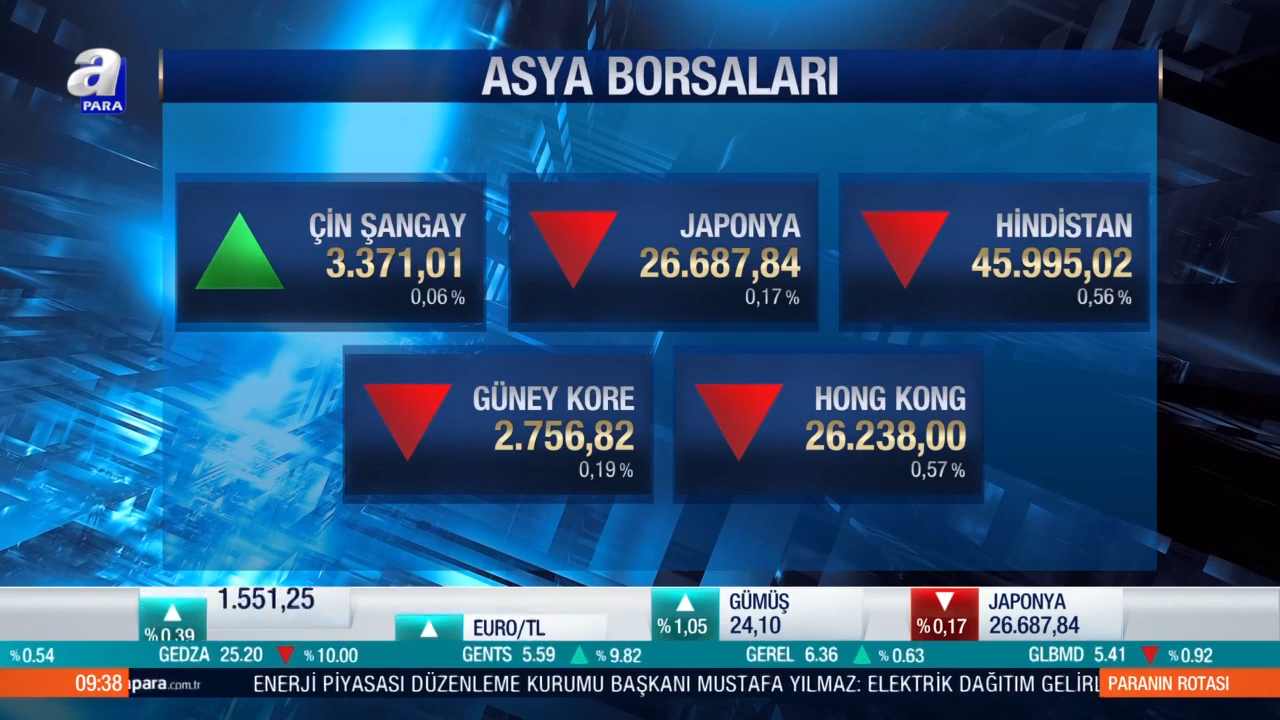 a
PARA
ASYA BORSALARI
ÇİN ŞANGAY
3.371,01
0,06 %
JAPONYA
26.687,84
0,17 %
HİNDİSTAN
45.995,02
0,56 %
GÜNEY KORE
2.756,82
0,19 %
HONG KONG
26.238,00
0,57 %
1.551,25
%0,39
EURO/TL
%1,05
GÜMÜŞ
24,10
%0,17
JAPONYA
26.687,84
%0.54 GEDZA 25.20 %10.00 GENTS 5.59 %9.82 GEREL 6.36 %0.63 GLBMD 5.41 %0.92
09:38 para.com.tr ENERJİ PİYASASI DÜZENLEME KURUMU BAŞKANI MUSTAFA YILMAZ: ELEKTRİK DAĞITIM GELİRL PARANIN ROTASI